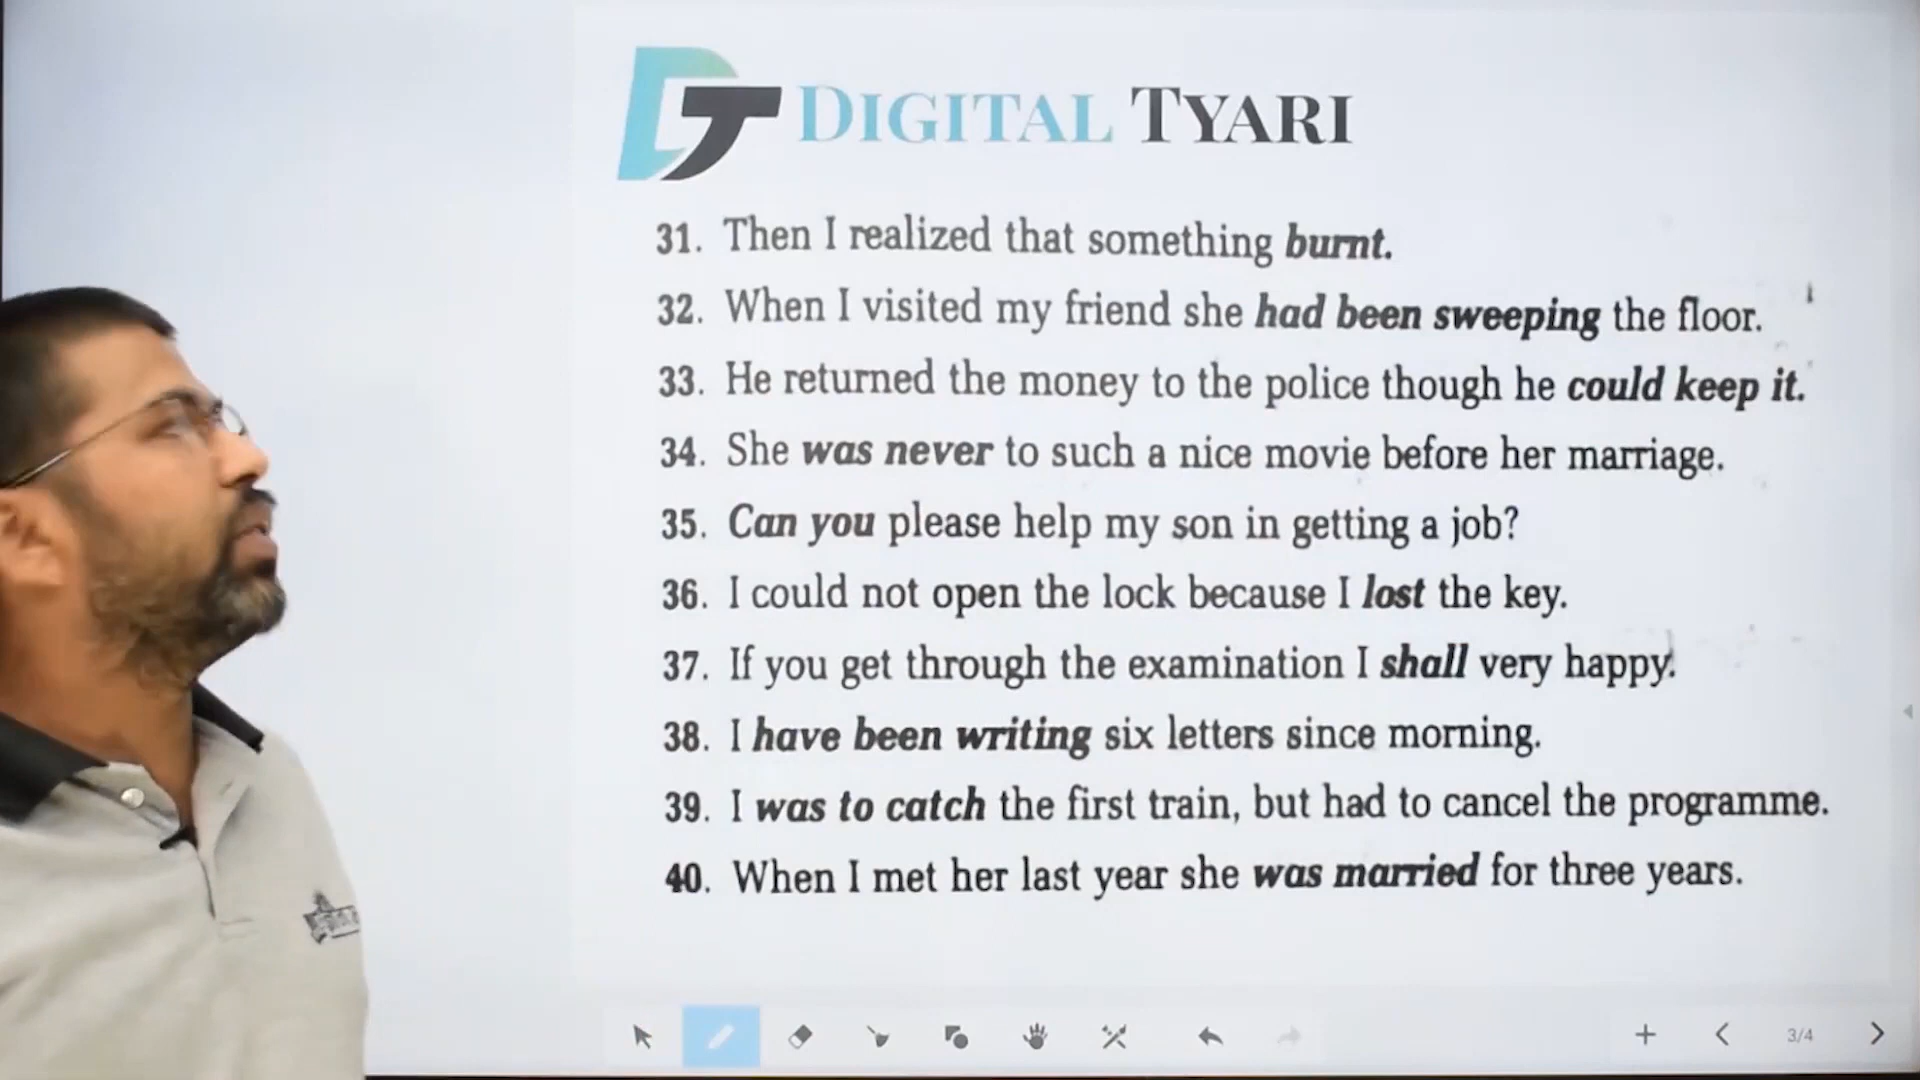 DIGITAL TYARI
31. Then I realized that something burnt.
32. When I visited my friend she had been sweeping the floor.
33. He returned the money to the police though he could keep it.
34. She was never to such a nice movie before her marriage.
35. Can you please help my son in getting a job?
36. I could not open the lock because I lost the key.
37. If you get through the examination I shall very happy.
38. I have been writing six letters since morning.
39. I was to catch the first train, but had to cancel the programme.
40. When I met her last year she was married for three years.
3/4